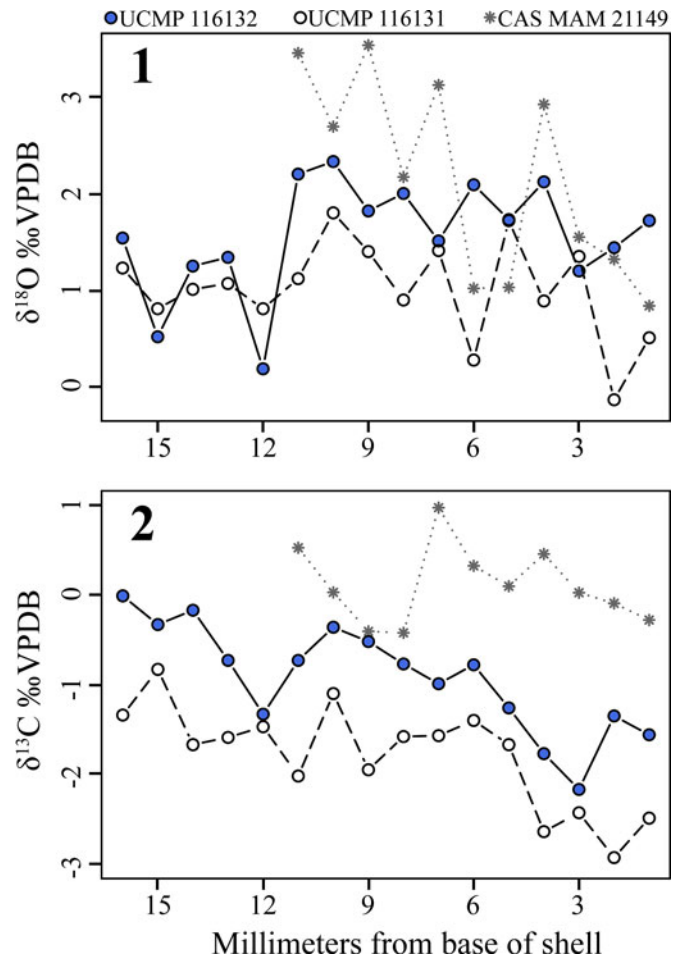 UCMP 116132 UCMP 116131 CAS MAM 21149
1
δ¹⁸O ‰VPDB
3
2
1
0
15 12 9 6 3
2
δ¹³C ‰VPDB
1
0
-1
-2
-3
15 12 9 6 3
Millimeters from base of shell